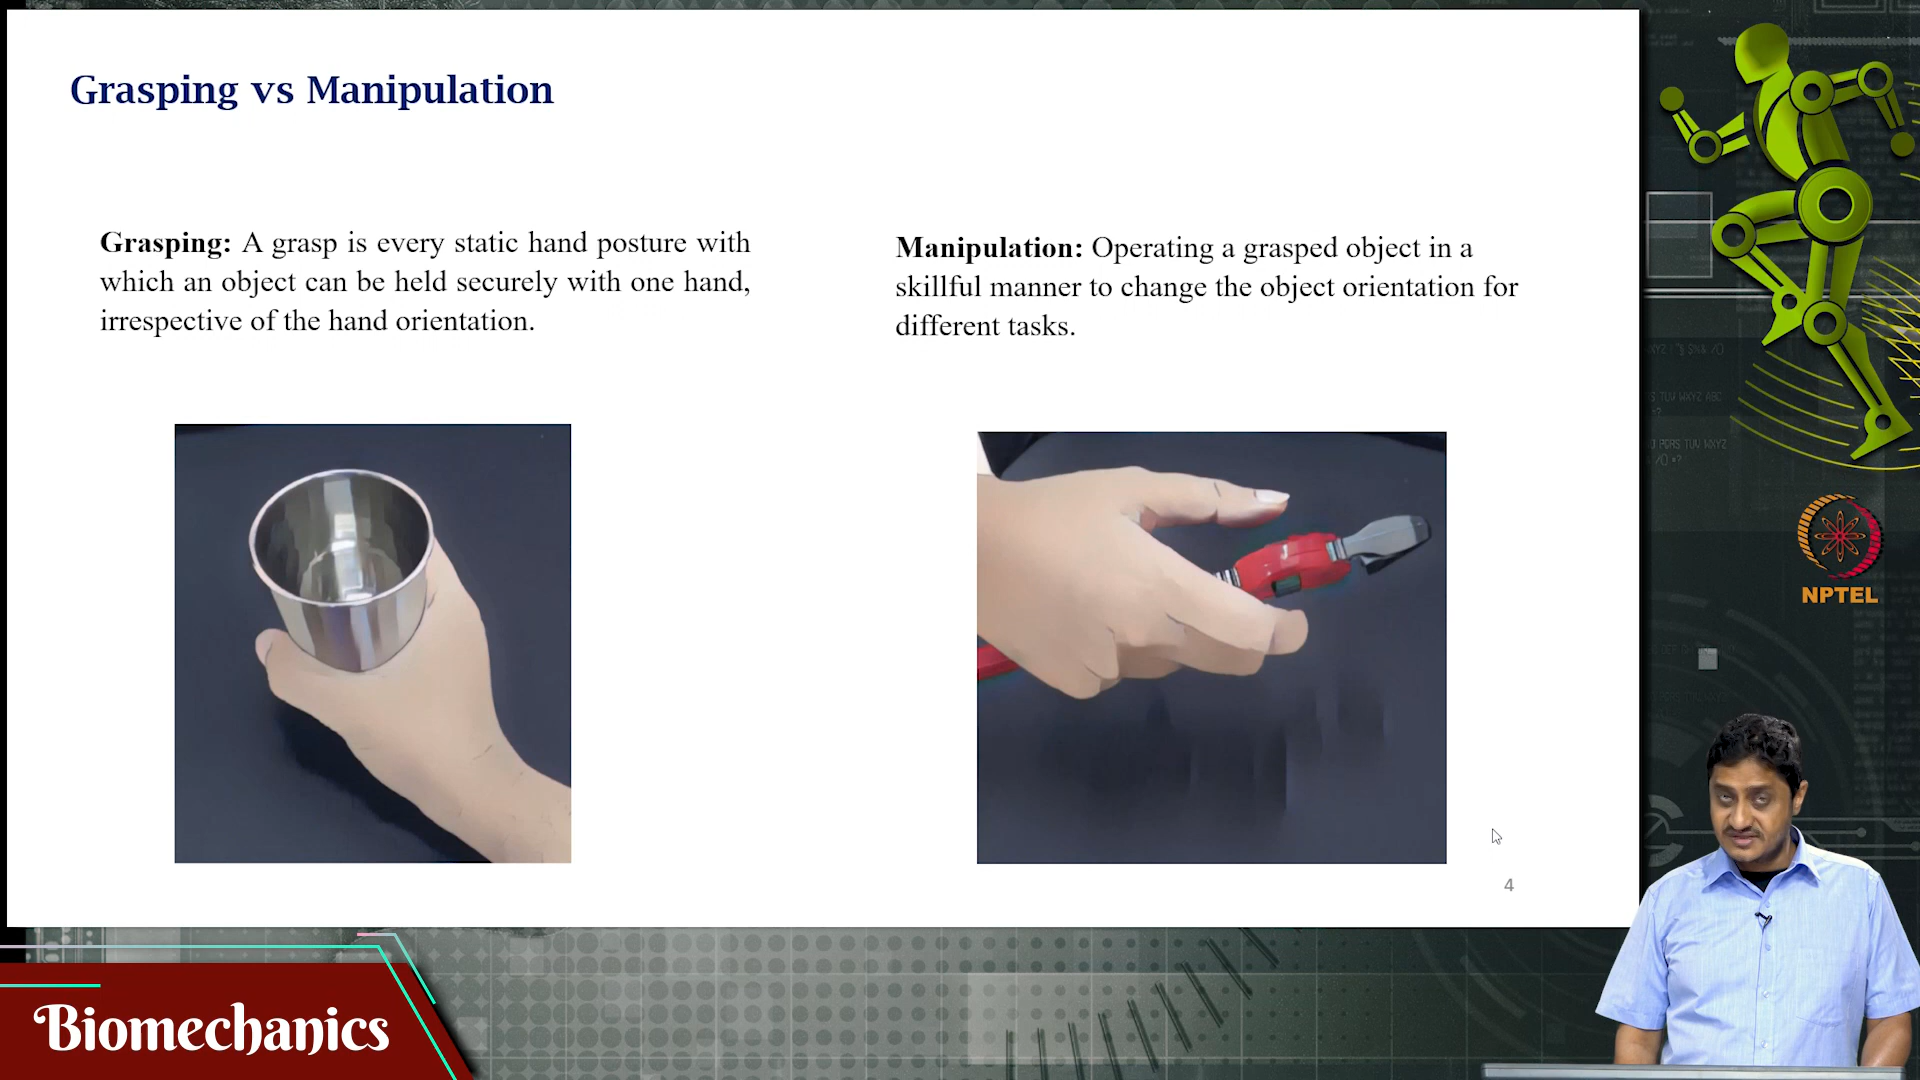 Grasping vs Manipulation
Grasping: A grasp is every static hand posture with
which an object can be held securely with one hand,
irrespective of the hand orientation.
Manipulation: Operating a grasped object in a
skillful manner to change the object orientation for
different tasks.
4
NPTEL
Biomechanics